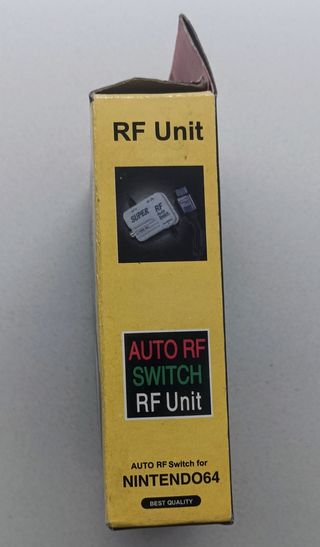 RF Unit
SUPER RF
AUTO RF
SWITCH
RF Unit
AUTO RF Switch for
NINTENDO64
BEST QUALITY